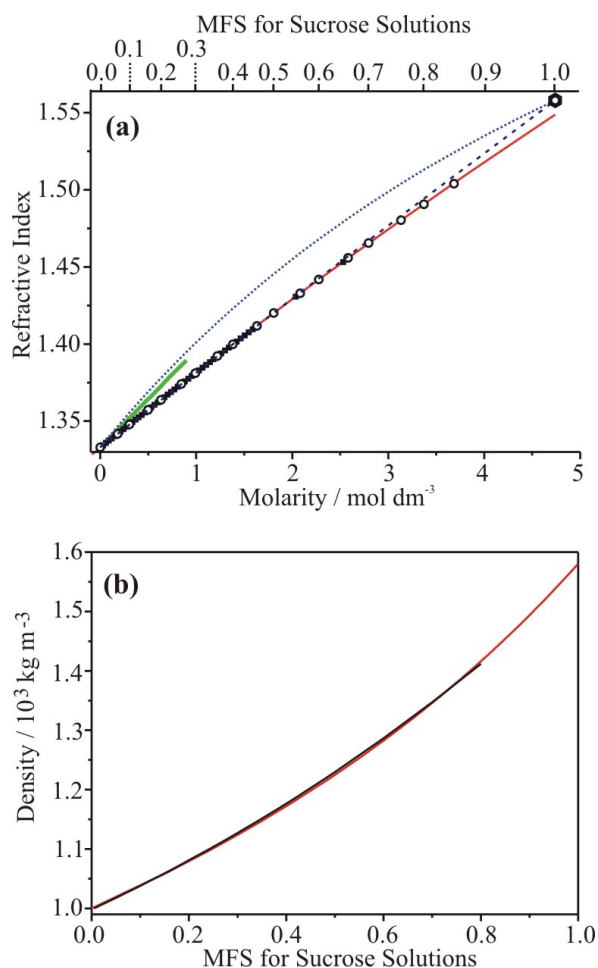 MFS for Sucrose Solutions
0.1 0.3
0.0 0.2 0.4 0.5 0.6 0.7 0.8 0.9 1.0
(a)
1.55
1.50
1.45
1.40
1.35
Refractive Index
0 1 2 3 4 5
Molarity / mol dm⁻³
(b)
1.6
1.5
1.4
1.3
1.2
1.1
1.0
Density / 10³ kg m⁻³
0.0 0.2 0.4 0.6 0.8 1.0
MFS for Sucrose Solutions